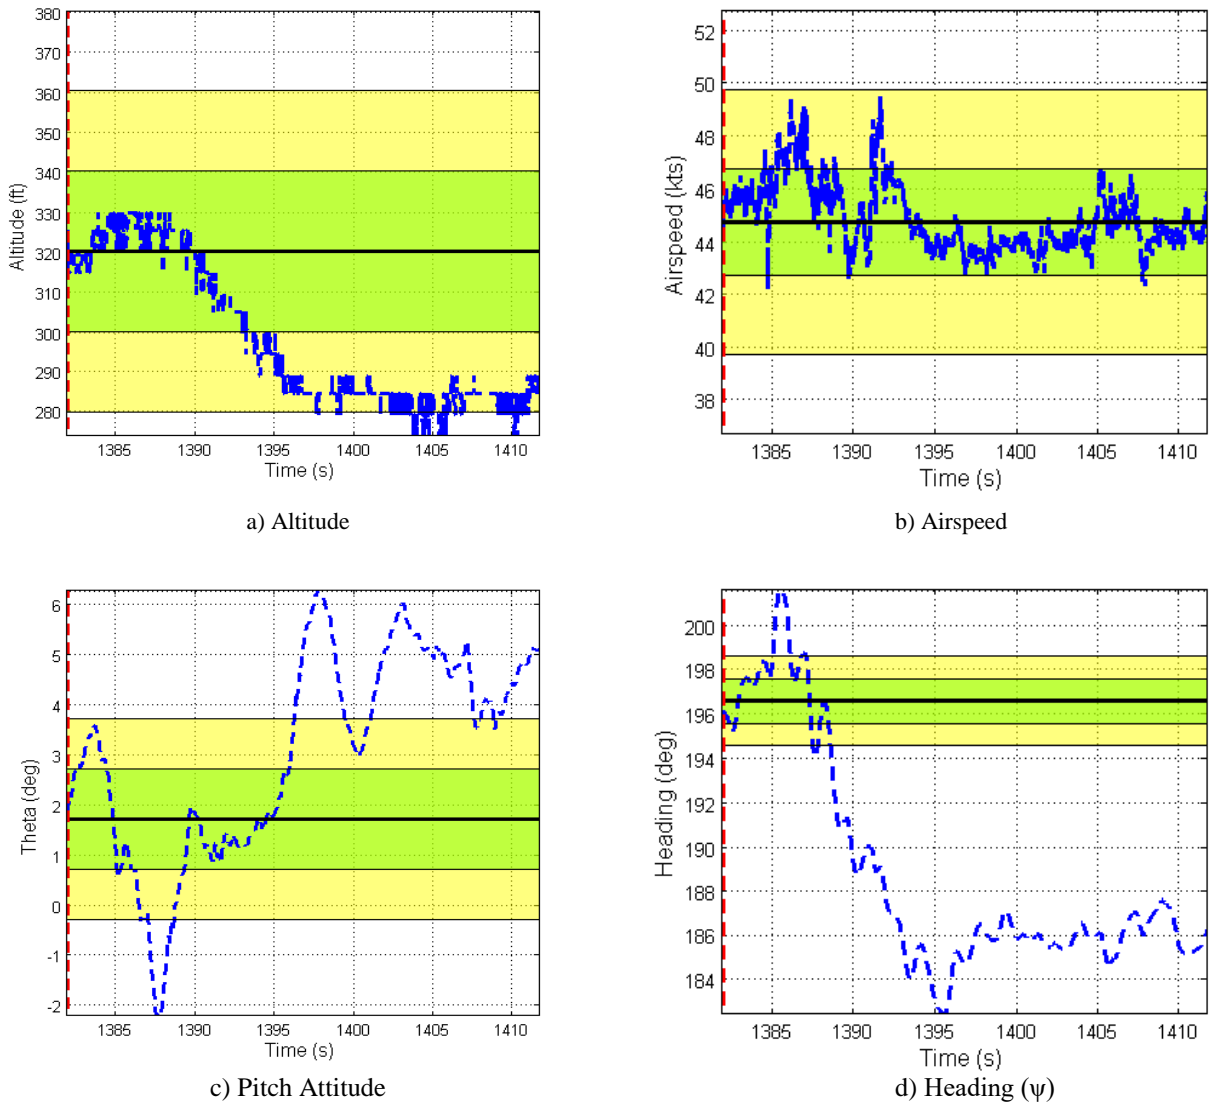 380
370
360
350
340
330
320
310
300
290
280
Altitude (ft)
1385 1390 1395 1400 1405 1410
Time (s)
a) Altitude
52
50
48
46
44
42
40
38
Airspeed (kts)
1385 1390 1395 1400 1405 1410
Time (s)
b) Airspeed
6
5
4
3
2
1
0
-1
-2
Theta (deg)
1385 1390 1395 1400 1405 1410
Time (s)
c) Pitch Attitude
200
198
196
194
192
190
188
186
184
Heading (deg)
1385 1390 1395 1400 1405 1410
Time (s)
d) Heading (ψ)